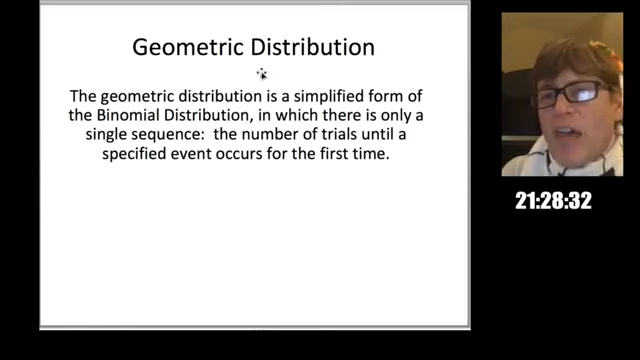 Geometric Distribution
The geometric distribution is a simplified form of
the Binomial Distribution, in which there is only a
single sequence: the number of trials until a
specified event occurs for the first time.
21:28:32